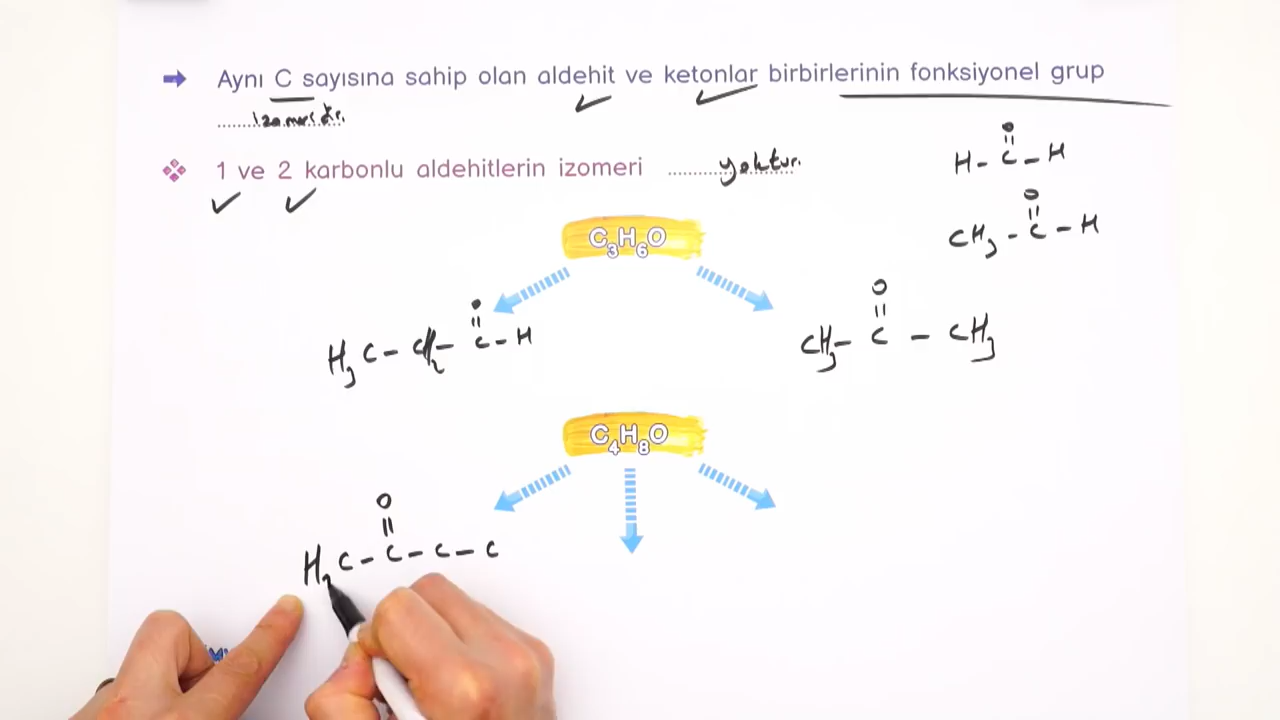 ➡ Aynı C sayısına sahip olan aldehit ve ketonlar birbirlerinin fonksiyonel grup
izomeridir.
❖ 1 ve 2 karbonlu aldehitlerin izomeri yoktur.
O
H-C-H
O
CH3-C-H
C3H6O
O
H3C-CH2-C-H
O
CH3-C-CH3
C4H8O
O
H3C-C-C-C